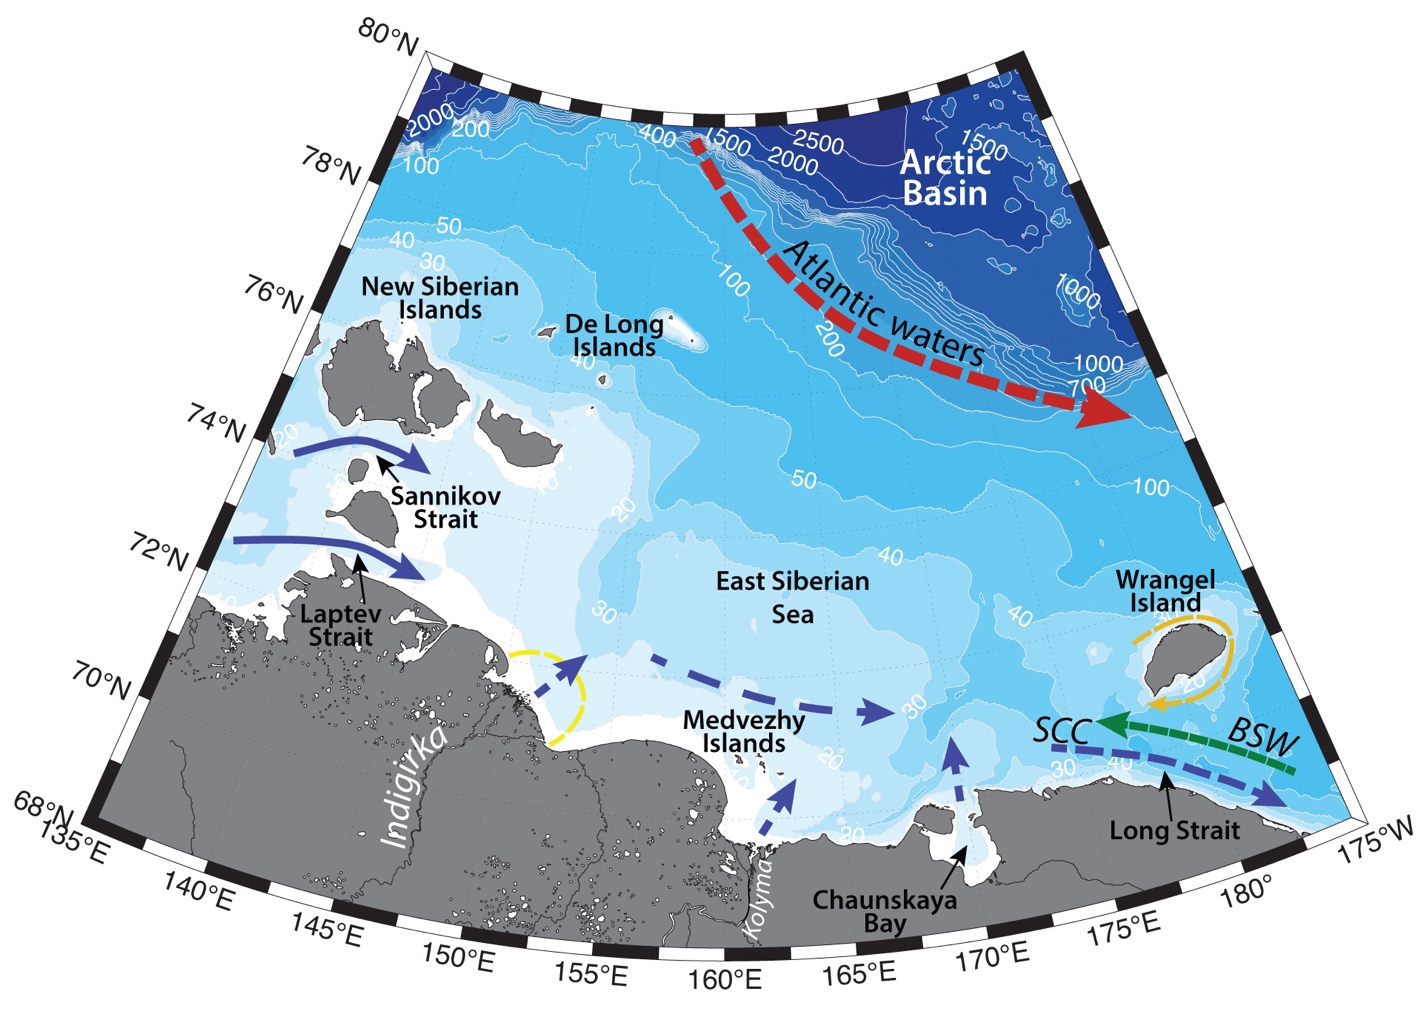 80°N
78°N
76°N
74°N
72°N
70°N
68°N
135°E
140°E
145°E
150°E
155°E
160°E
165°E
170°E
175°E
180°
175°W
2000
200
100
400
1500
2500
2000
1500
Arctic
Basin
50
40
30
New Siberian
Islands
De Long
Islands
40
100
200
Atlantic waters
1000
1000
700
20
Sannikov
Strait
10
20
50
100
40
Laptev
Strait
10
30
East Siberian
Sea
40
Wrangel
Island
30
20
30
Medvezhy
Islands
20
10
SCC
BSW
30
40
Long Strait
20
Indigirka
Kolyma
Chaunskaya
Bay